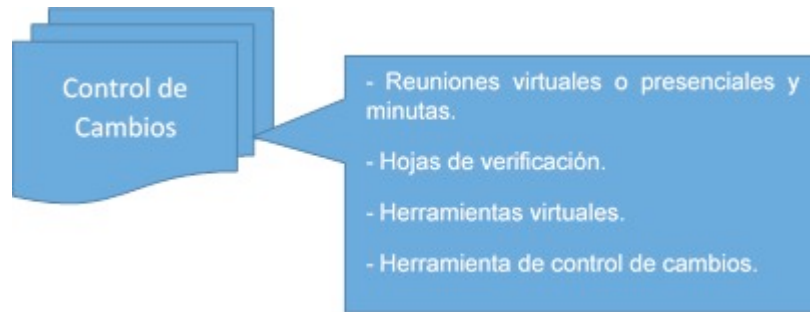 Control de
Cambios
- Reuniones virtuales o presenciales y
minutas.
- Hojas de verificación.
- Herramientas virtuales.
- Herramienta de control de cambios.